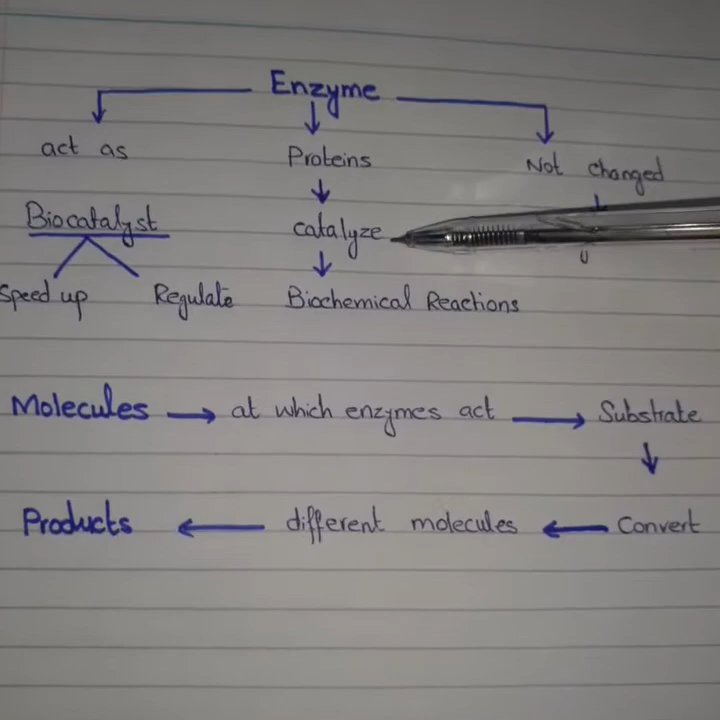 Enzyme
act as Proteins Not changed
Biocatalyst catalyze
Speed up Regulate Biochemical Reactions
Molecules → at which enzymes act → Substrate
↓
Products ← different molecules ← Convert